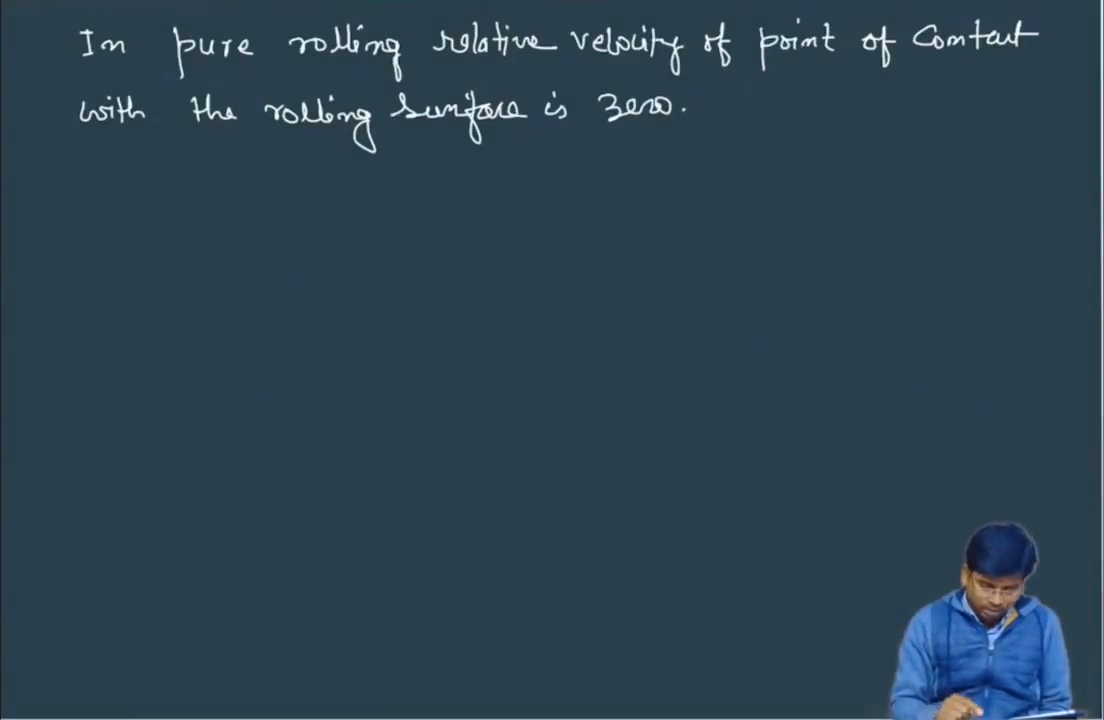 In pure rolling relative velocity of point of contact
with the rolling surface is zero.